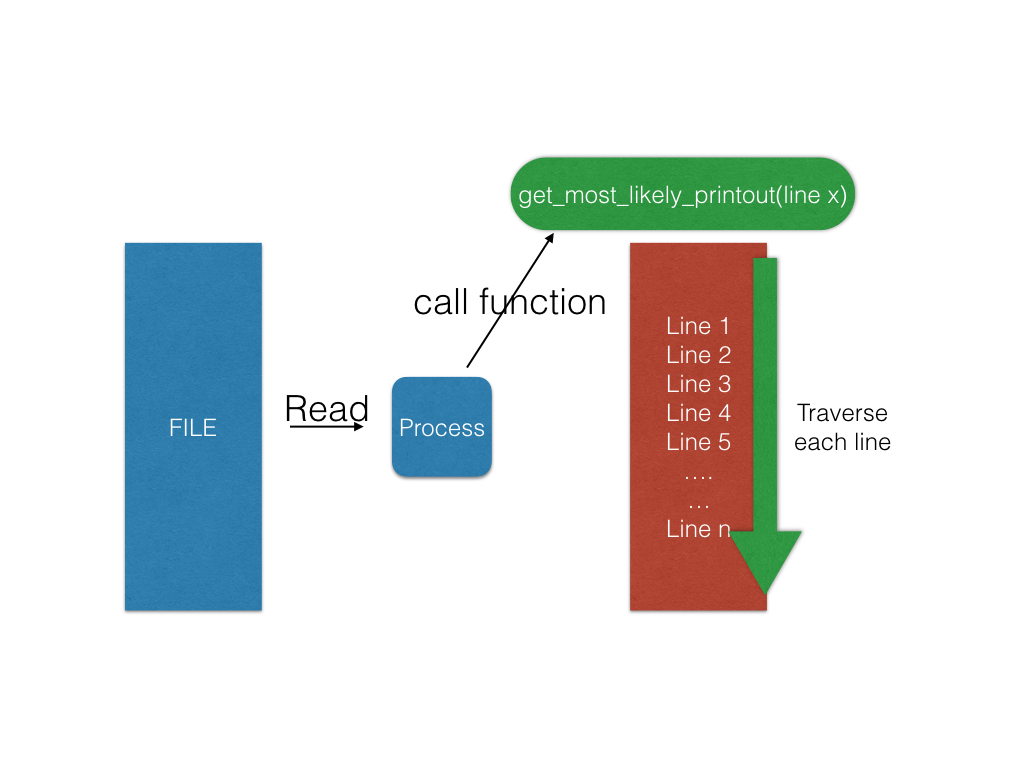 get_most_likely_printout(line x)
call function
FILE
Read
Process
Line 1
Line 2
Line 3
Line 4
Line 5
....
...
Line n
Traverse
each line